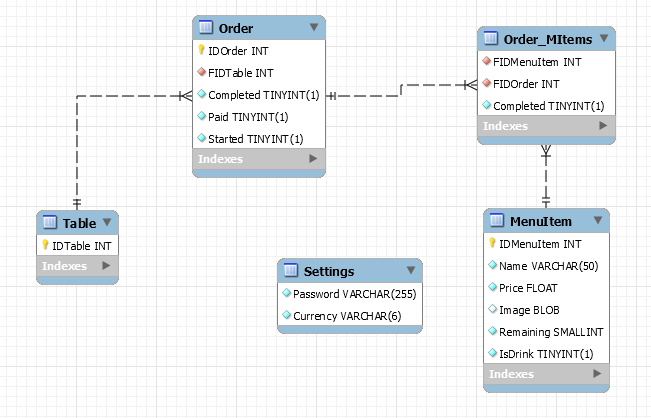 Order
IDOrder INT
FIDTable INT
Completed TINYINT(1)
Paid TINYINT(1)
Started TINYINT(1)
Indexes
Order_MItems
FIDMenuItem INT
FIDOrder INT
Completed TINYINT(1)
Indexes
Table
IDTable INT
Indexes
Settings
Password VARCHAR(255)
Currency VARCHAR(6)
MenuItem
IDMenuItem INT
Name VARCHAR(50)
Price FLOAT
Image BLOB
Remaining SMALLINT
IsDrink TINYINT(1)
Indexes